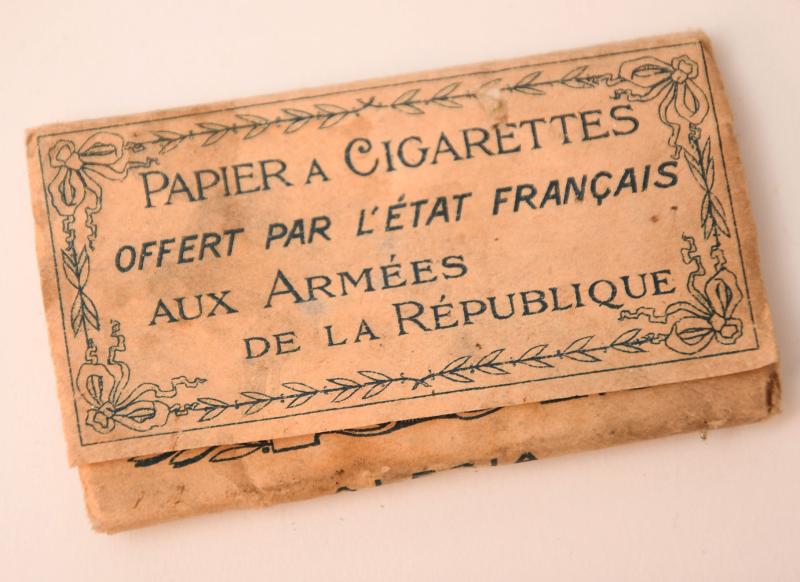 PAPIER A CIGARETTES
OFFERT PAR L'ÉTAT FRANÇAIS
AUX ARMÉES
DE LA RÉPUBLIQUE